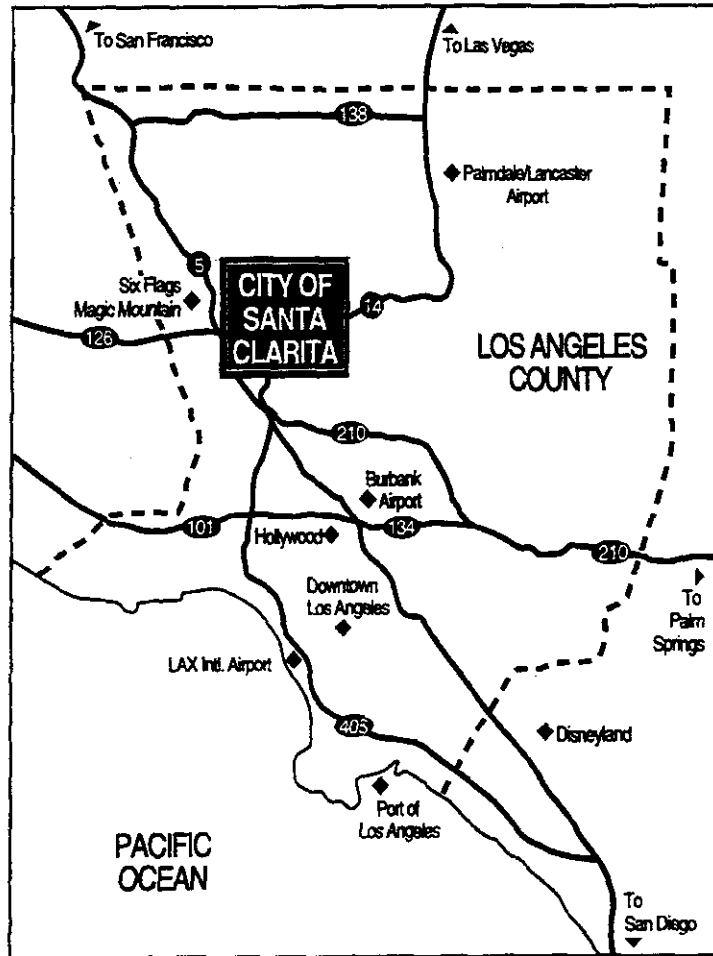 To San Francisco
To Las Vegas
138
Palmdale/Lancaster
Airport
5
Six Flags
Magic Mountain
CITY OF
SANTA
CLARITA
14
126
LOS ANGELES
COUNTY
210
Burbank
Airport
101
134
Hollywood
210
Downtown
Los Angeles
To
Palm
Springs
LAX Intl. Airport
405
Disneyland
Port of
Los Angeles
PACIFIC
OCEAN
To
San Diego